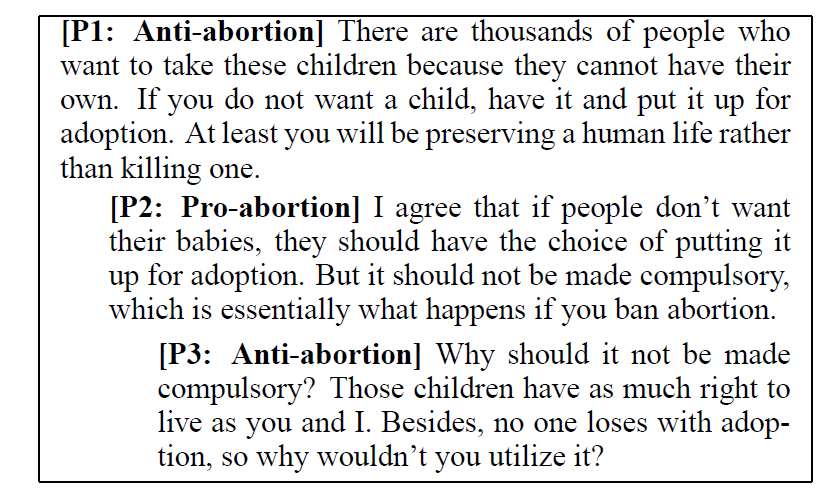 [P1: Anti-abortion] There are thousands of people who
want to take these children because they cannot have their
own. If you do not want a child, have it and put it up for
adoption. At least you will be preserving a human life rather
than killing one.
[P2: Pro-abortion] I agree that if people don’t want
their babies, they should have the choice of putting it
up for adoption. But it should not be made compulsory,
which is essentially what happens if you ban abortion.
[P3: Anti-abortion] Why should it not be made
compulsory? Those children have as much right to
live as you and I. Besides, no one loses with adop-
tion, so why wouldn’t you utilize it?